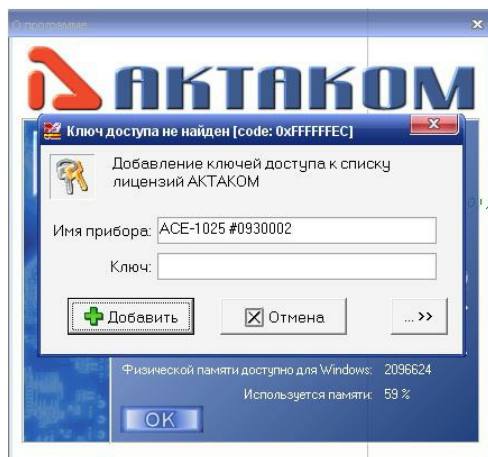 О программе
АКТАКОМ
Ключ доступа не найден [code: 0xFFFFFFEC]
Добавление ключей доступа к списку
лицензий АКТАКОМ
Имя прибора: ACE-1025 #0930002
Ключ:
Добавить
Отмена
... >>
Физической памяти доступно для Windows: 2096624
Используется памяти: 59 %
OK